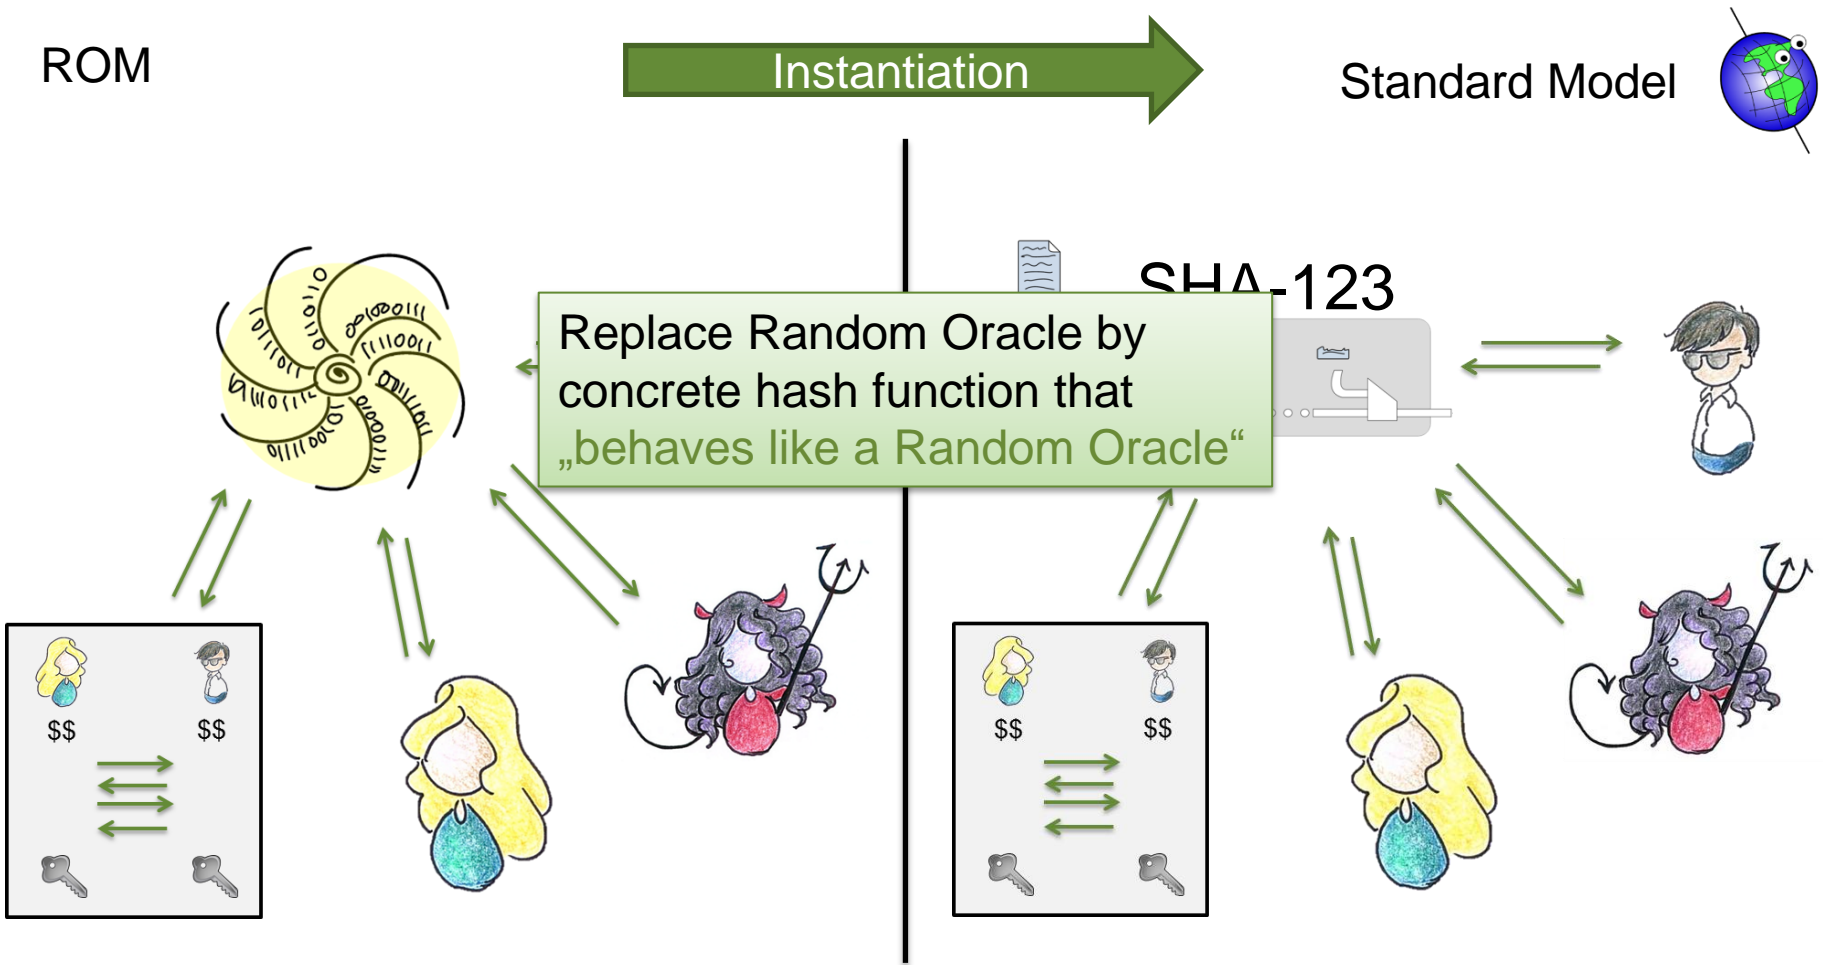 ROM
Instantiation
Standard Model
SHA-123
Replace Random Oracle by
concrete hash function that
„behaves like a Random Oracle“
$$
$$
$$
$$